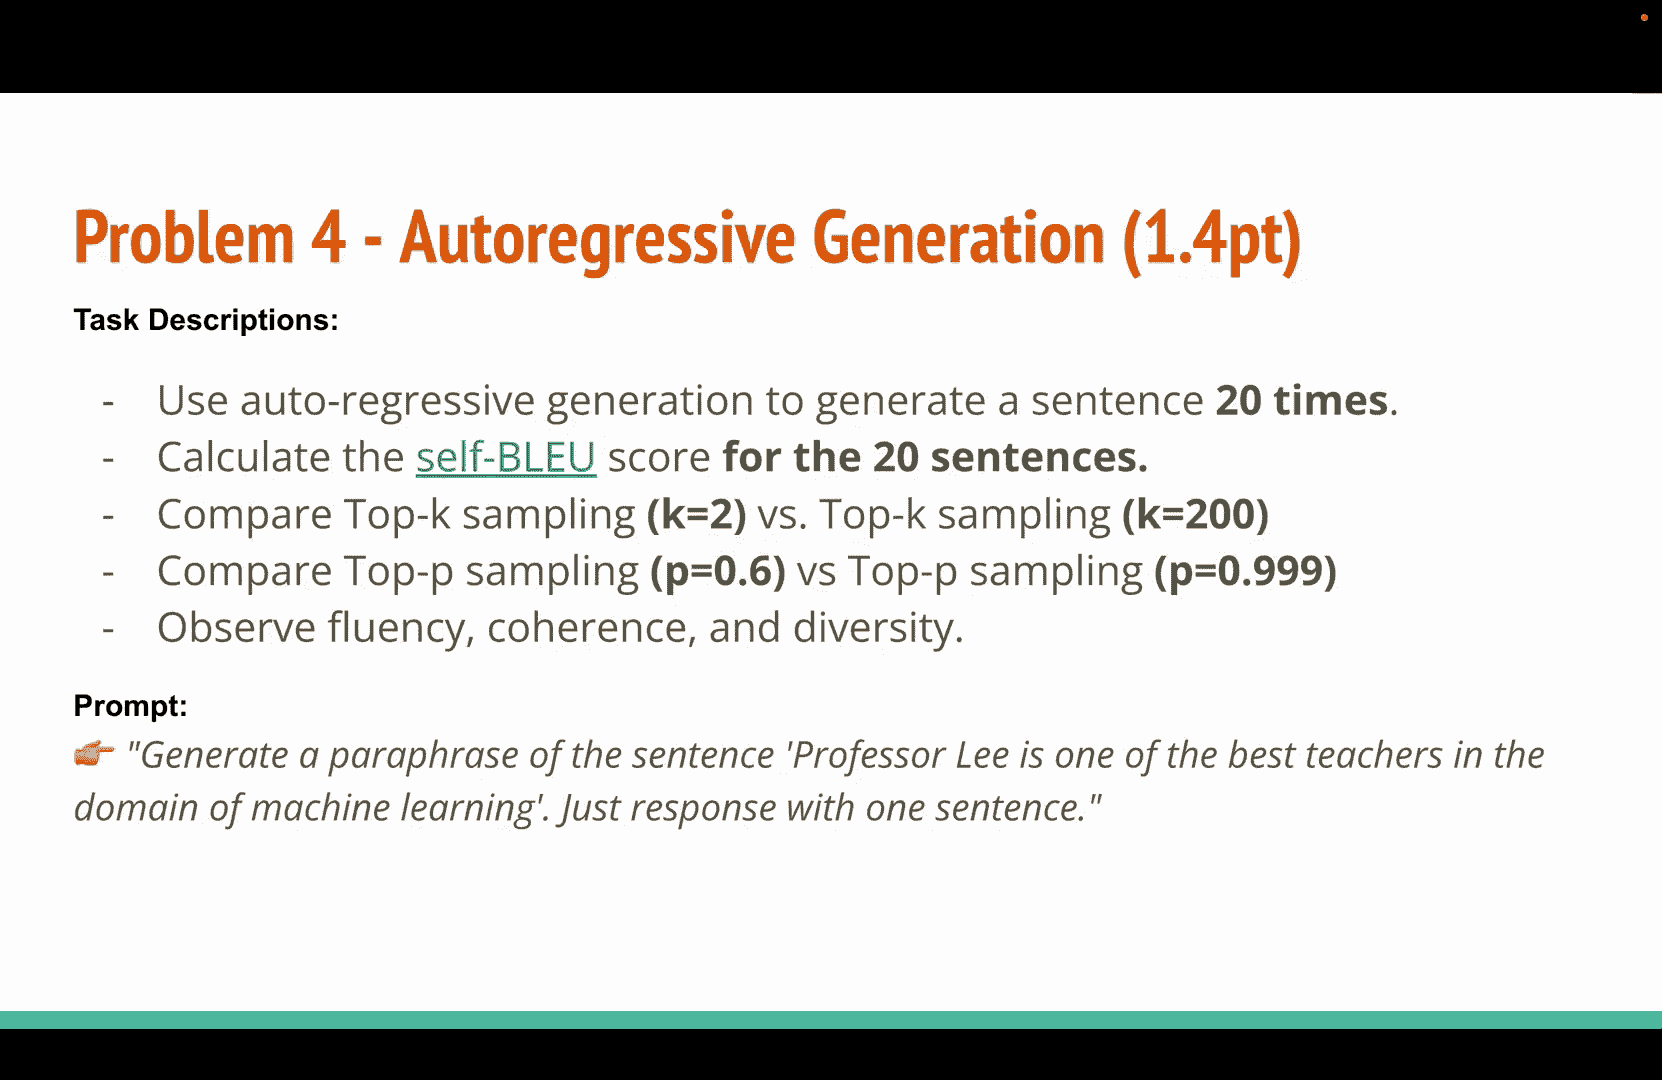 Problem 4 - Autoregressive Generation (1.4pt)
Task Descriptions:
- Use auto-regressive generation to generate a sentence 20 times.
- Calculate the self-BLEU score for the 20 sentences.
- Compare Top-k sampling (k=2) vs. Top-k sampling (k=200)
- Compare Top-p sampling (p=0.6) vs Top-p sampling (p=0.999)
- Observe fluency, coherence, and diversity.
Prompt:
👉 "Generate a paraphrase of the sentence 'Professor Lee is one of the best teachers in the
domain of machine learning'. Just response with one sentence."